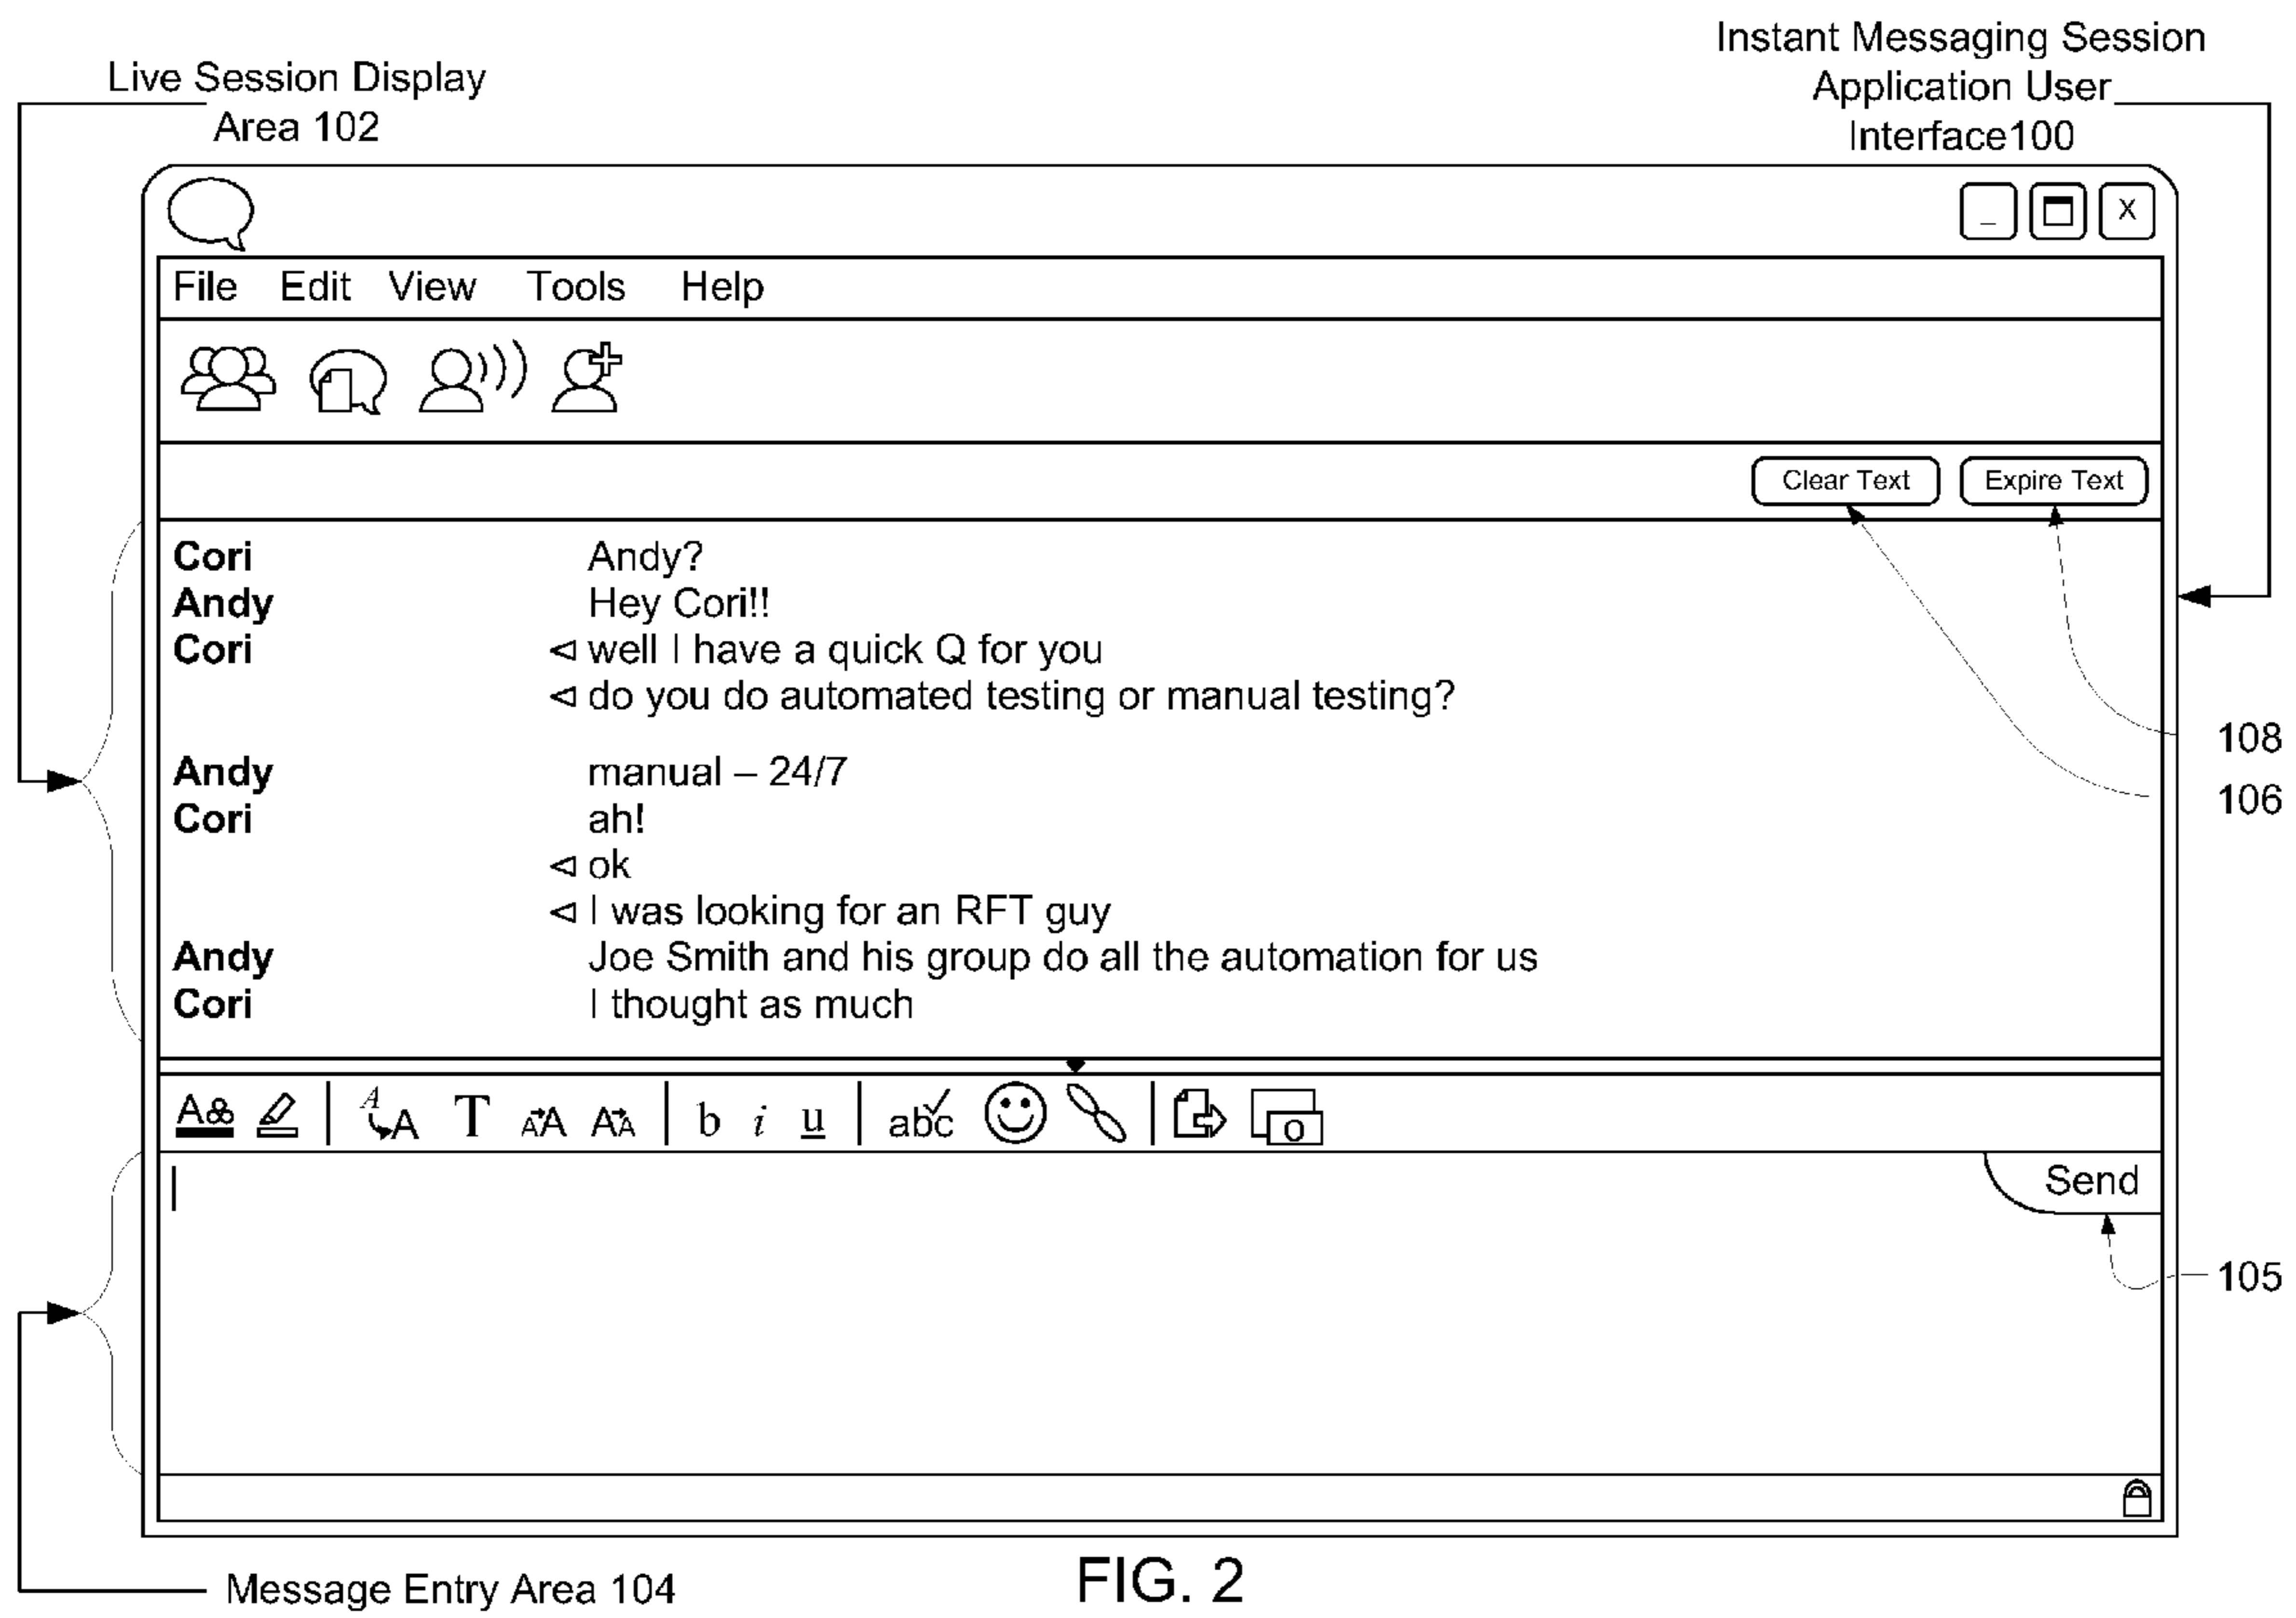 Live Session Display
Area 102
Instant Messaging Session
Application User
Interface100
_ X
File Edit View Tools Help
Clear Text Expire Text
Cori Andy?
Andy Hey Cori!!
Cori well I have a quick Q for you
do you do automated testing or manual testing?
108
Andy manual – 24/7
106
Cori ah!
ok
I was looking for an RFT guy
Andy Joe Smith and his group do all the automation for us
Cori I thought as much
A A A T AA AA b i u abc
Send
105
O
Message Entry Area 104
FIG. 2